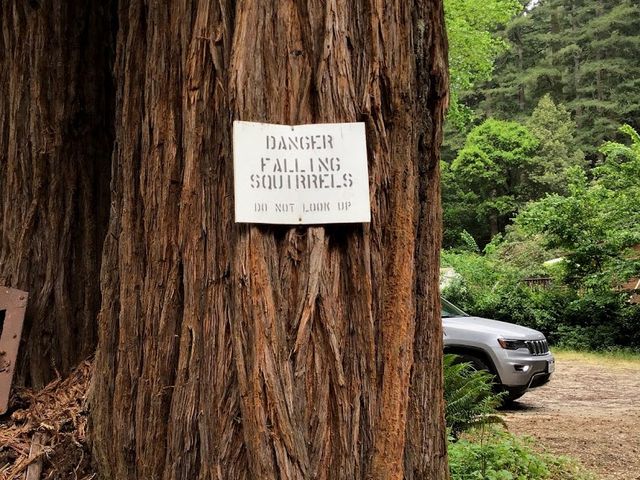 DANGER
FALLING
SQUIRRELS
DO NOT LOOK UP